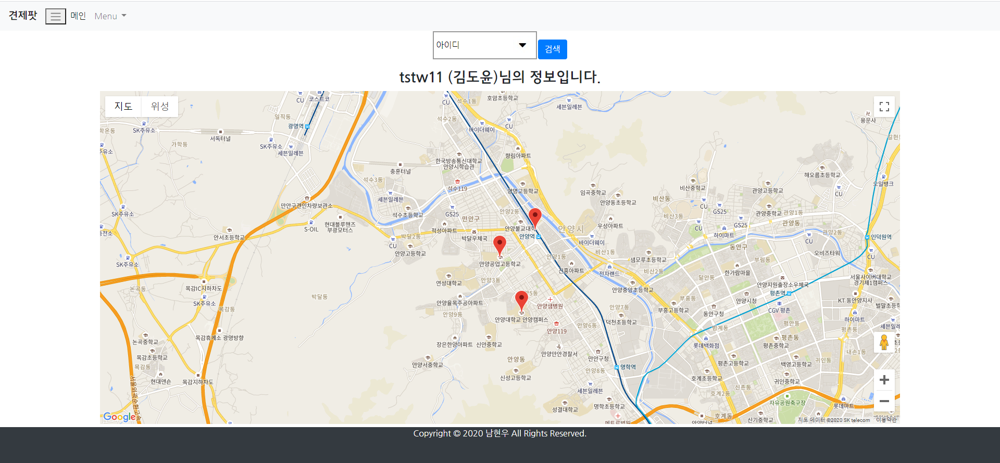 견제팟 메인 Menu
아이디
검색
tstw11 (김도윤)님의 정보입니다.
지도 위성
CU
코스트코
CU
석수1동
호암초등학교
세븐일레븐
용운사
일직동
광명역
SK주유소
서독터널
가학동
SK주유소
세븐일레븐
석수2동
바이더웨이
CU
한국방송통신대학교
안양시학습관
향림아파트
충훈터널
석수3동
석수119
양명고등학교
임곡중학교
안양동초등학교
비산동
비산중학교
관양고등학교
해오름초등학교
오일뱅크
CU
만안구견인차량보관소
세븐일레븐
석수초등학교
GS25
만안구
안양2동
비산3동
CU
GS25
관양중학교
관양1동
SK주유소
S-OIL
현대블루핸즈
부광모터스
적성아파트
박달우체국
안양불교대학
안양역
안양시
우성아파트
CU
GS25
관양동
하이마트
관양2동
CU
인덕원역
안서초등학교
박달2동
CU
안양고등학교
바이더웨이
비산1동
동안구
오비즈타워
CU
SK주유소
안양공업고등학교
안양1동
진흥아파트
전자랜드
샘모루초등학교
비산2동
부림동
한가람마을
달안동
서울사이버대학교
경기제1캠퍼스
논곡동
목감IC지하차도
SK주유소
목감동
박달동
연성대학교
안양3동
안양율목주공아파트
안양9동
안양샘병원
안양대학교 안양캠퍼스
안양중앙초등학교
안양7동
안양지원출장소우체국
평촌역
부흥동
안양시청
부흥고등학교
동안구청
CGV 평촌
KT 동안양지사
벌말초등학교
하이마트
안양119
안양6동
덕천초등학교
범계동
평안동
평촌동
세븐일레븐
논곡중학교
목감휴게소 광명방향
장은한양아파트
신안중학교
롯데백화점
평촌중학교
평촌동
목감초등학교
목감동
안양서중학교
안양동
안양만안경찰서
만안구청
명학역
평촌고등학교
백영고등학교
귀인동
내손1동
현대맨숀
목감지하차도
신성고등학교
안양8동
세븐일레븐
호계초등학교
호계2동
신촌동
귀인중학교
서울외곽순환고속
성결대학교
명학초등학교
메트로병원
호계동
안양터널
신기중학교
자유공원축구장
롯데마트
Google
지도 데이터 ©2020 SK telecom 이용약관
Copyright © 2020 남현우 All Rights Reserved.